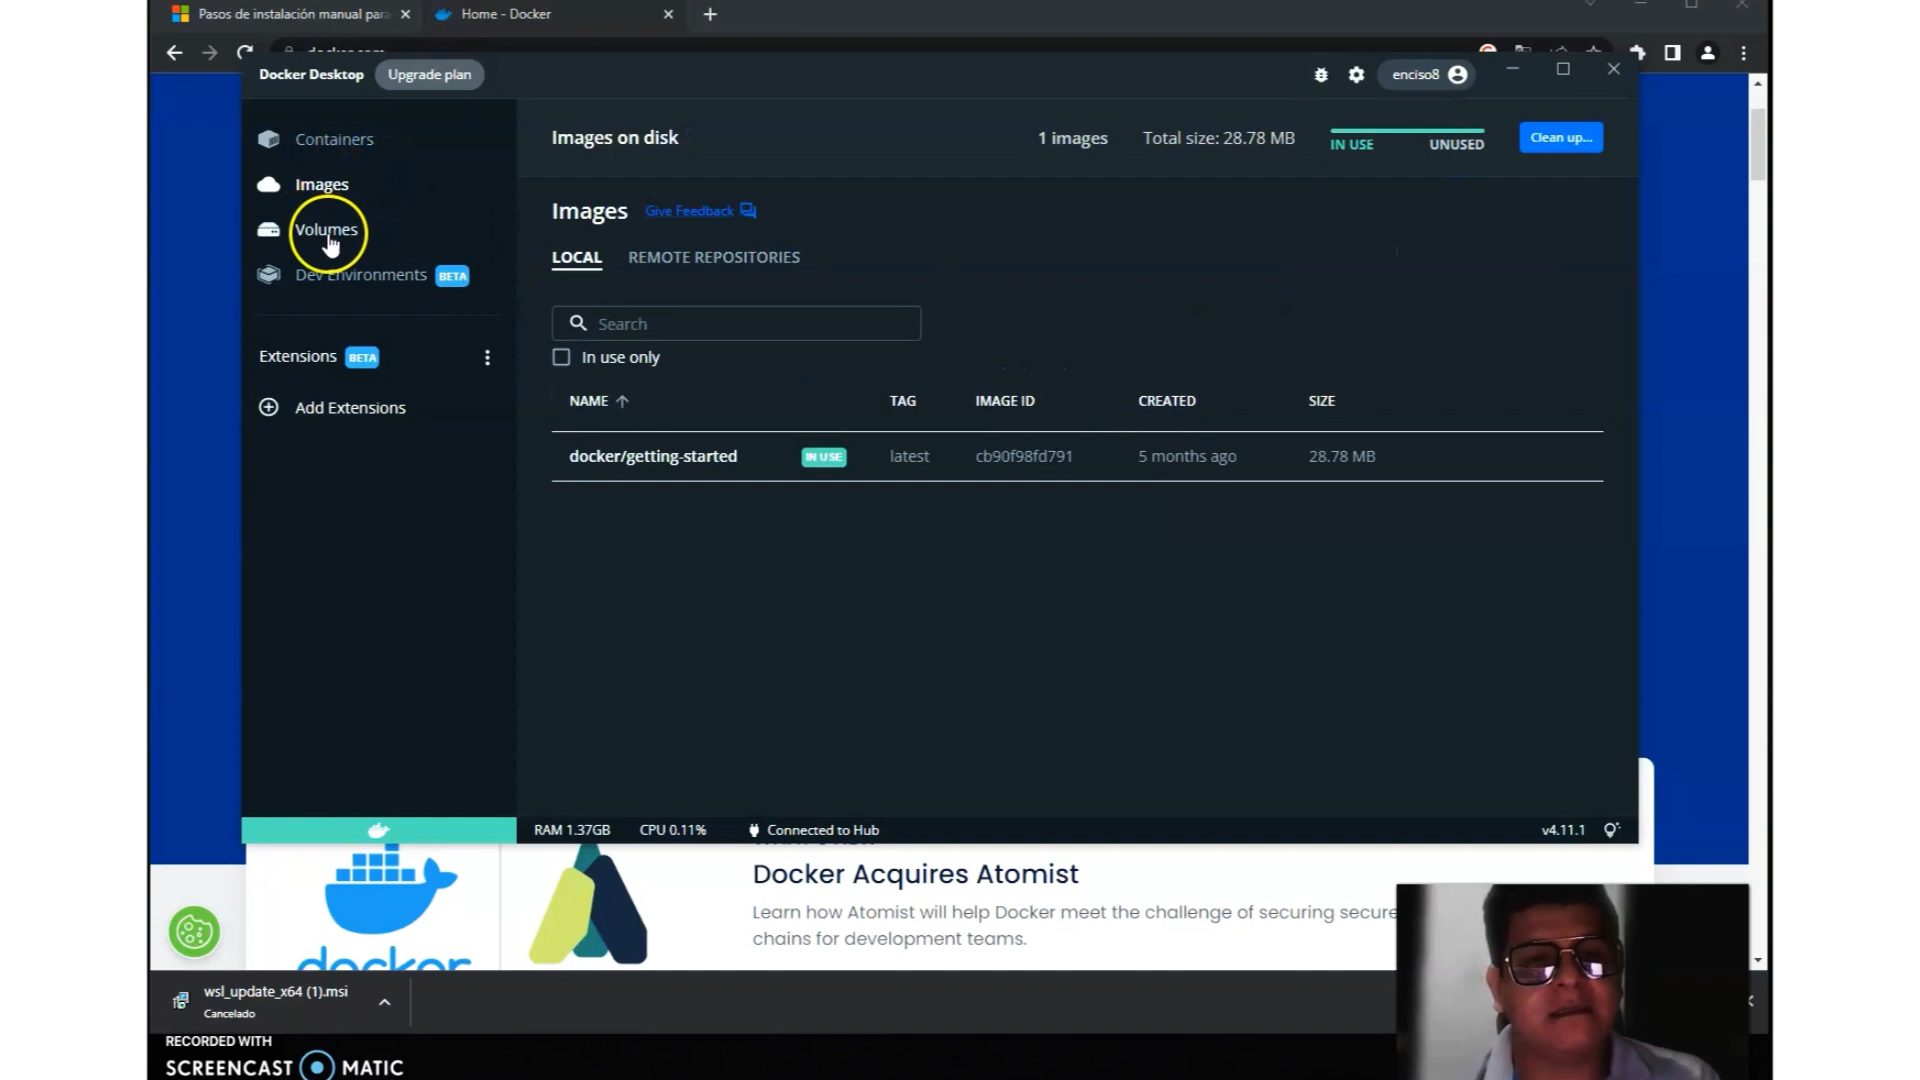 Pasos de instalación manual para
Home - Docker
docker.com
Docker Desktop
Upgrade plan
enciso8
Containers
Images
Volumes
Dev Environments BETA
Extensions BETA
Add Extensions
Images on disk
1 images
Total size: 28.78 MB
IN USE
UNUSED
Clean up...
Images
Give Feedback
LOCAL
REMOTE REPOSITORIES
Search
In use only
NAME TAG IMAGE ID CREATED SIZE
docker/getting-started IN USE latest cb90f98fd791 5 months ago 28.78 MB
RAM 1.37GB
CPU 0.11%
Connected to Hub
v4.11.1
docker
Docker Acquires Atomist
Learn how Atomist will help Docker meet the challenge of securing secure
chains for development teams.
wsl_update_x64 (1).msi
Cancelado
RECORDED WITH
SCREENCAST MATIC